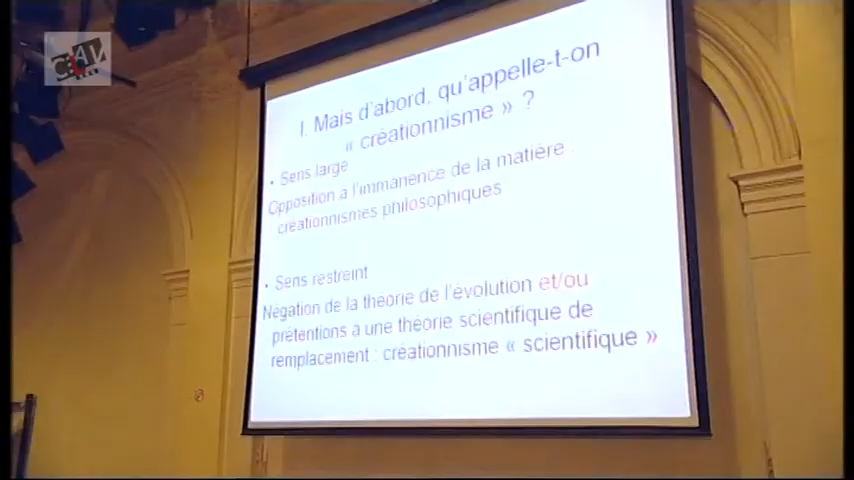 CLAV
I. Mais d'abord, qu'appelle-t-on
« créationnisme » ?
• Sens large
Opposition à l'immanence de la matière :
créationnismes philosophiques
• Sens restreint
Négation de la théorie de l'évolution et/ou
prétentions à une théorie scientifique de
remplacement : créationnisme « scientifique »